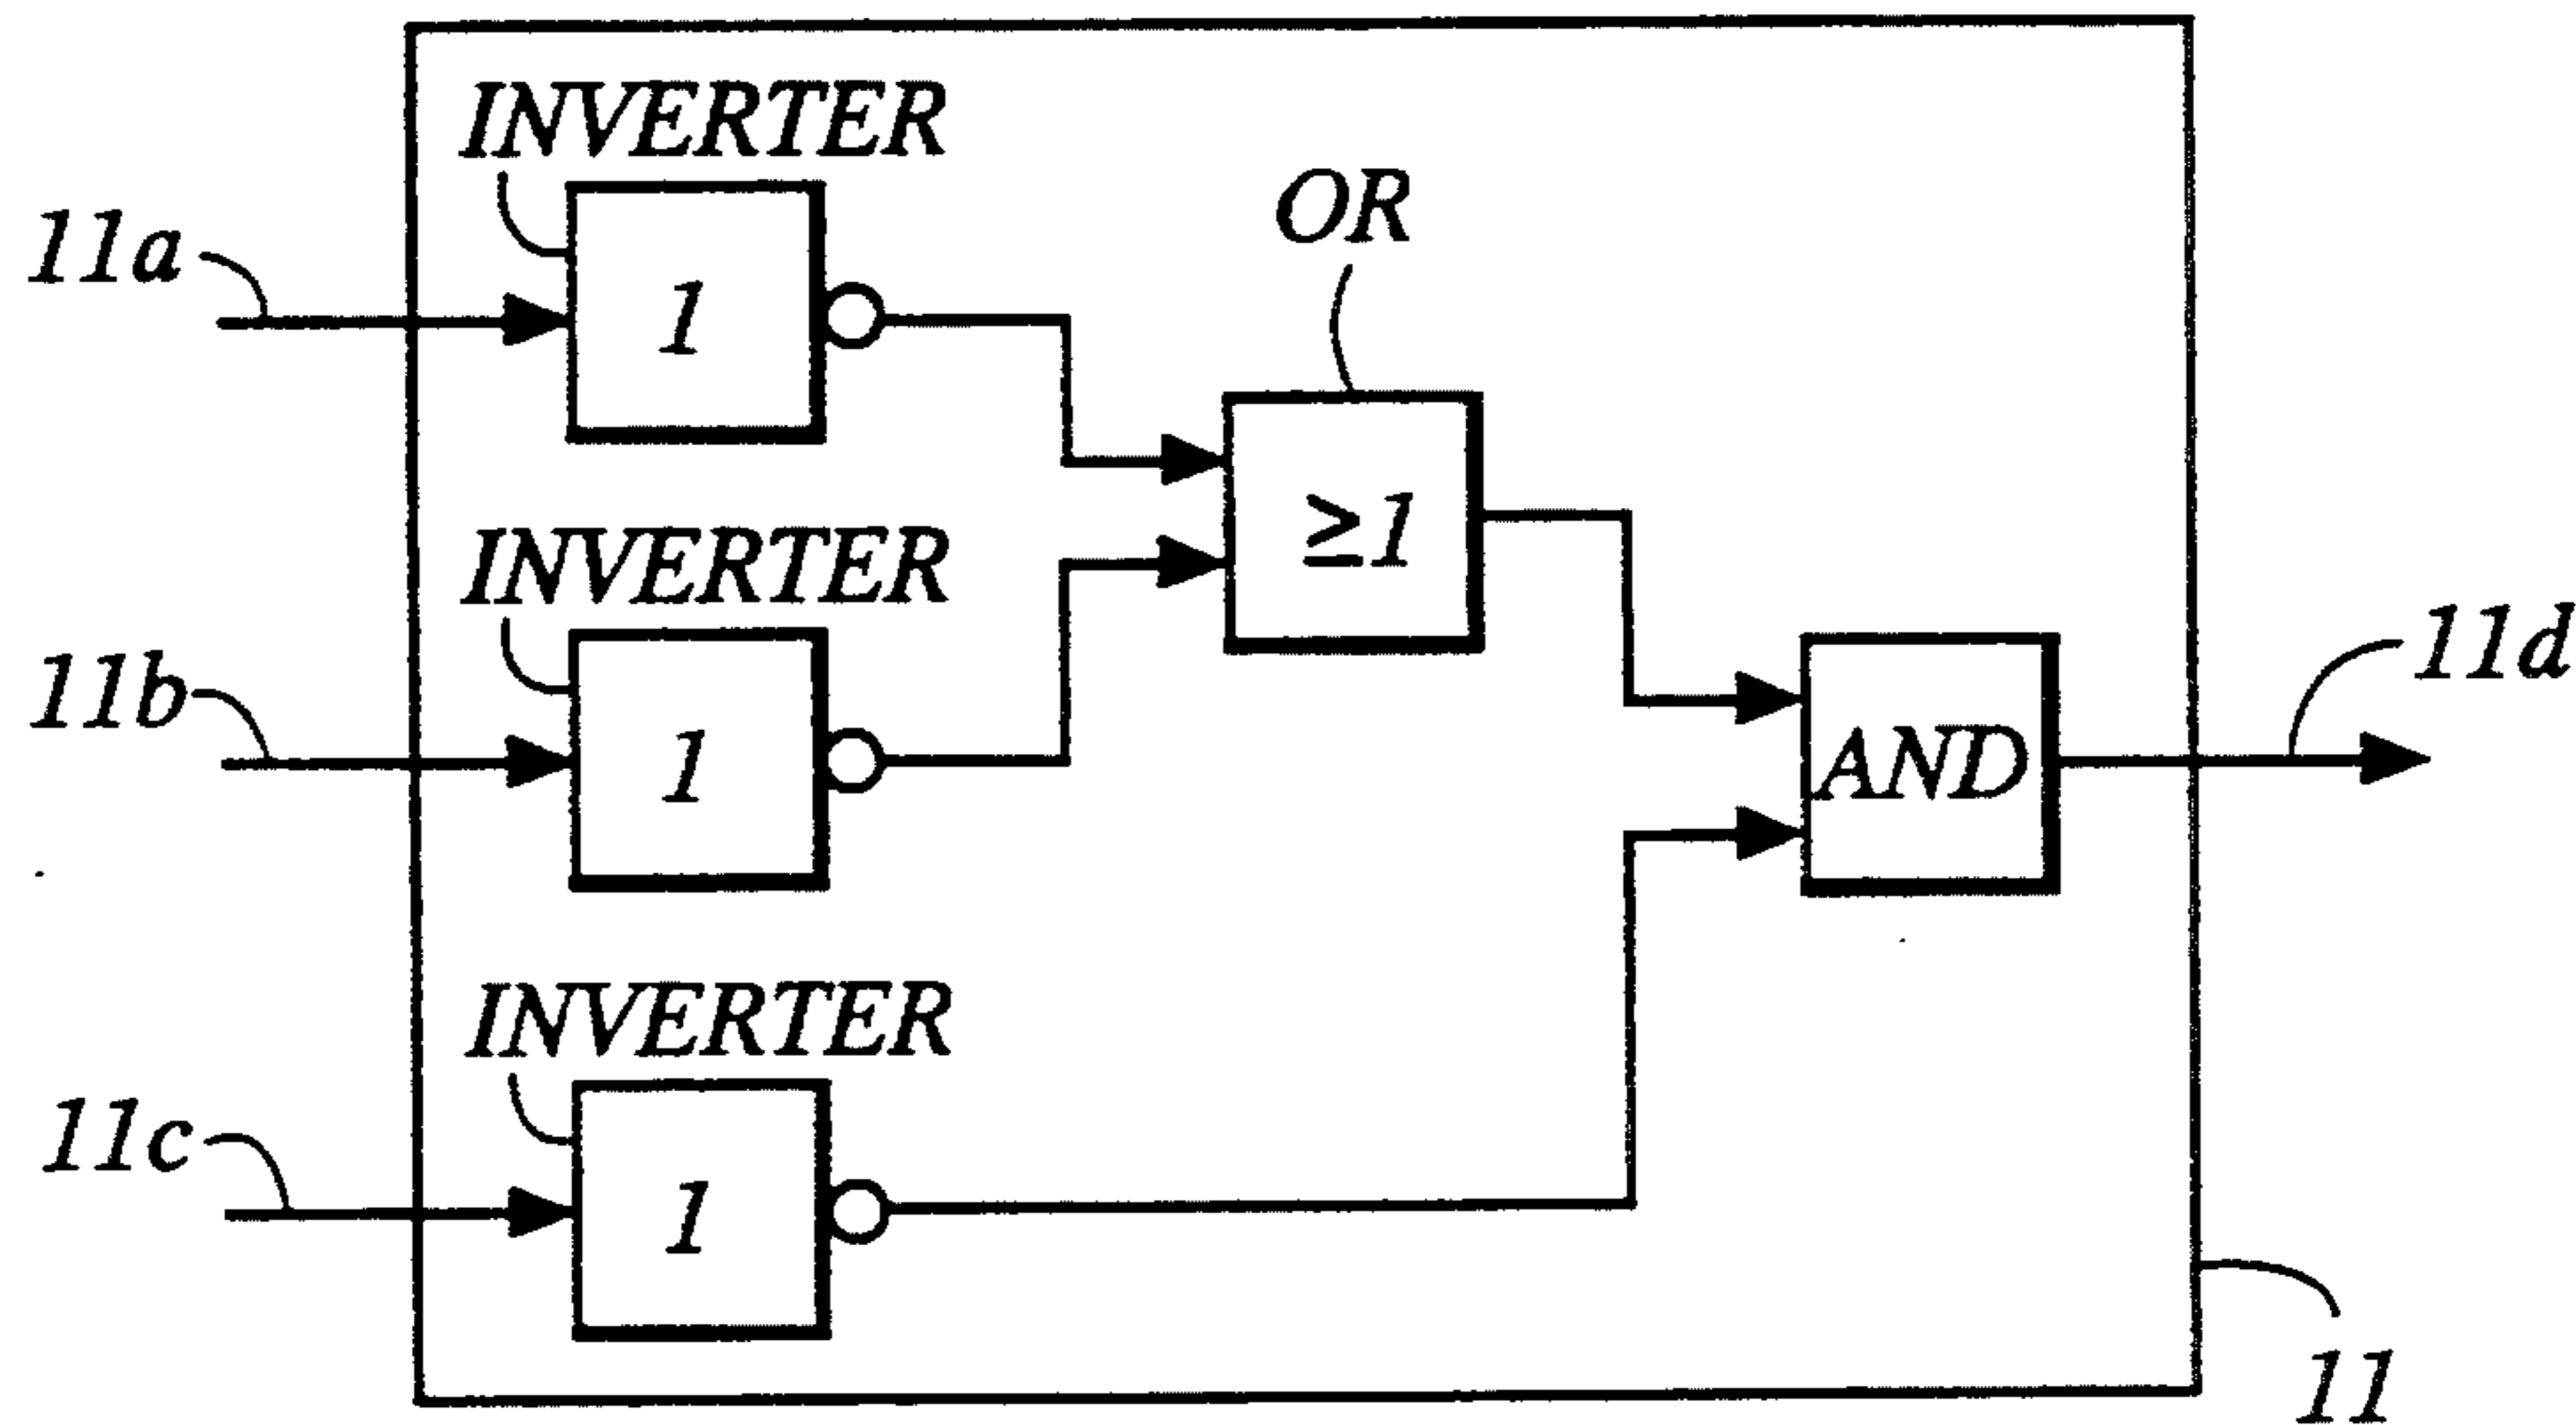 INVERTER
11a
1
OR
≥1
INVERTER
11b
1
AND
11d
INVERTER
11c
1
11